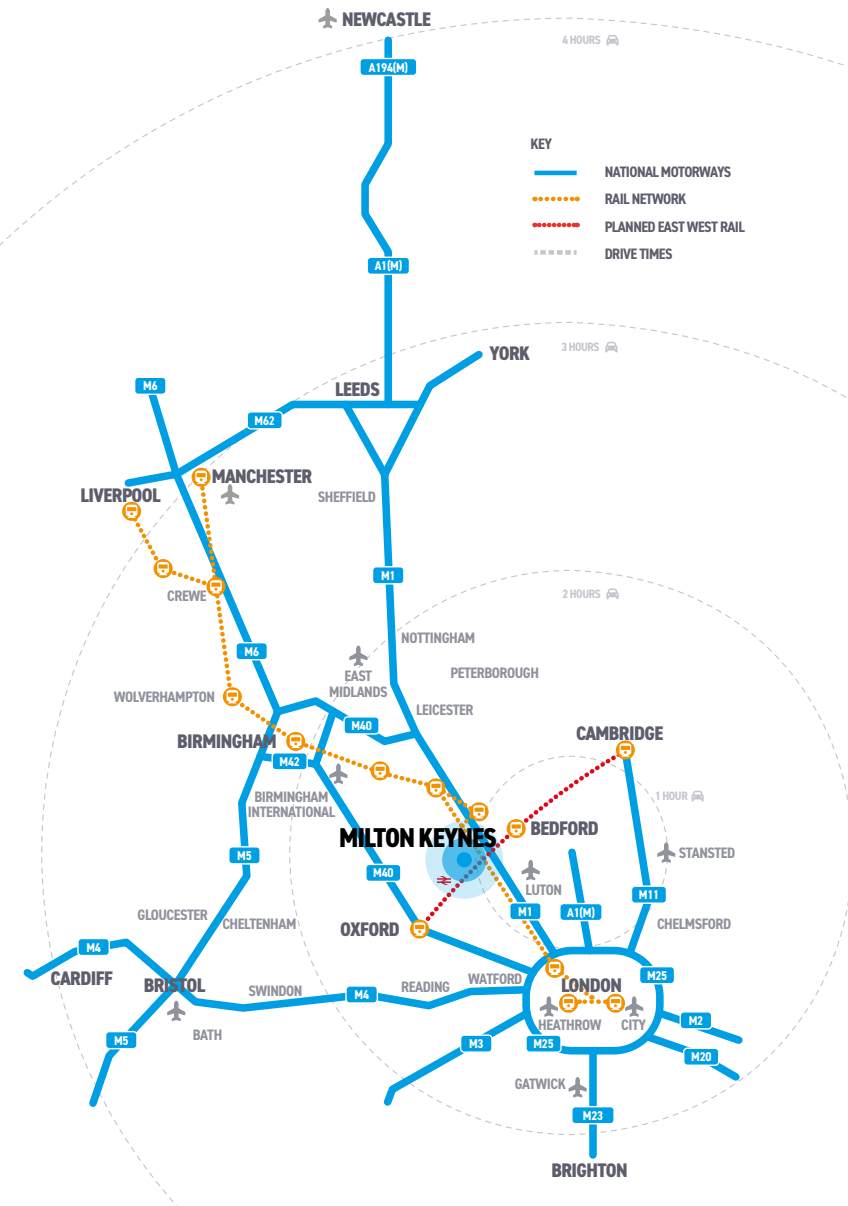 NEWCASTLE
4 HOURS
A194(M)
KEY
NATIONAL MOTORWAYS
RAIL NETWORK
PLANNED EAST WEST RAIL
DRIVE TIMES
A1(M)
3 HOURS
YORK
LEEDS
M6
M62
MANCHESTER
LIVERPOOL
SHEFFIELD
M1
CREWE
2 HOURS
NOTTINGHAM
M6
EAST
MIDLANDS
PETERBOROUGH
WOLVERHAMPTON
LEICESTER
M40
BIRMINGHAM
CAMBRIDGE
M42
BIRMINGHAM
INTERNATIONAL
1 HOUR
MILTON KEYNES
BEDFORD
M5
STANSTED
M40
LUTON
M11
GLOUCESTER
CHELTENHAM
OXFORD
M1
A1(M)
CHELMSFORD
M4
CARDIFF
BRISTOL
SWINDON
M4
READING
WATFORD
LONDON
M25
HEATHROW
CITY
M2
BATH
M5
M3
M25
M20
GATWICK
M23
BRIGHTON